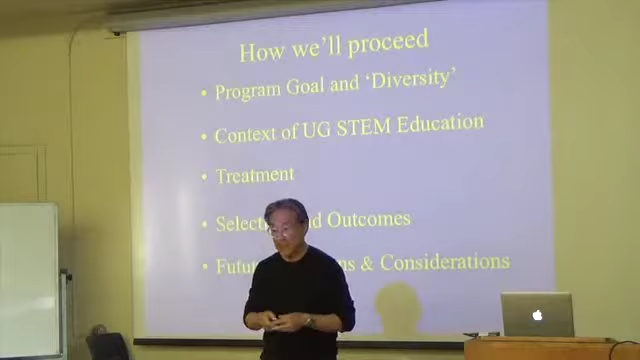 How we'll proceed
• Program Goal and 'Diversity'
• Context of UG STEM Education
• Treatment
• Outcomes
• & Considerations